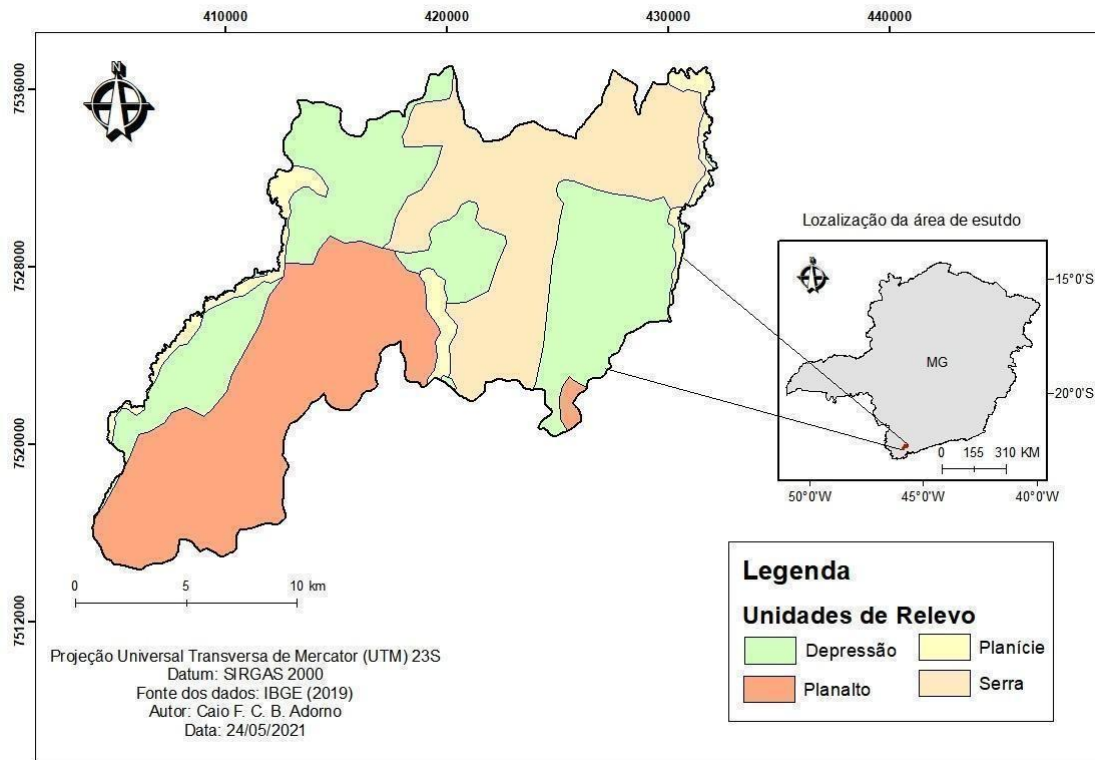 410000 420000 430000 440000
7536000
7528000
7520000
7512000
N
Lozalização da área de esutdo
15°0'S
20°0'S
MG
0 155 310 KM
50°0'W 45°0'W 40°0'W
0 5 10 km
Projeção Universal Transversa de Mercator (UTM) 23S
Datum: SIRGAS 2000
Fonte dos dados: IBGE (2019)
Autor: Caio F. C. B. Adorno
Data: 24/05/2021
Legenda
Unidades de Relevo
Depressão Planície
Planalto Serra